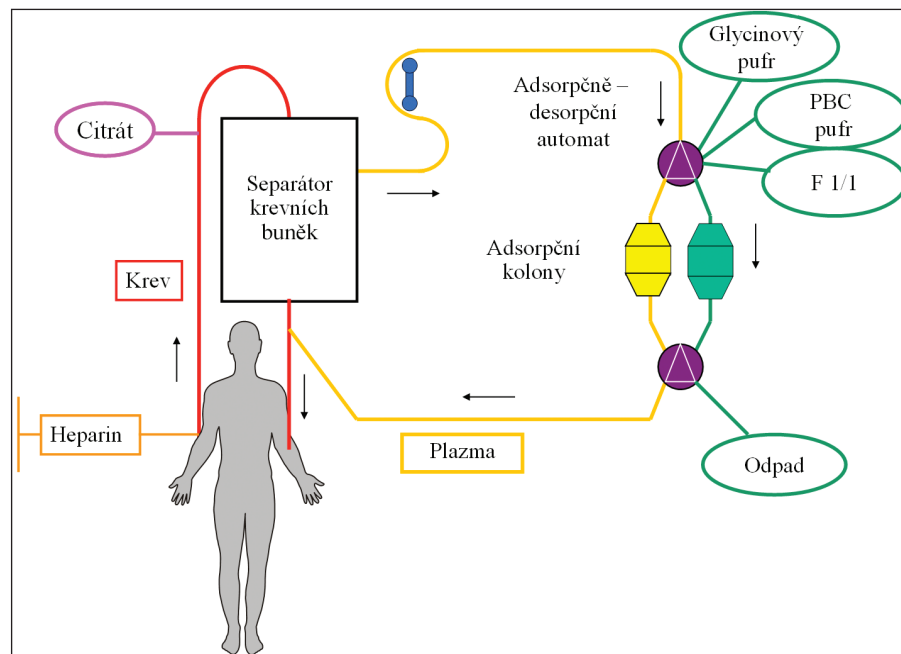 Glycinový
pufr
Citrát
Adsorpčně –
desorpční
automat
PBC
pufr
F 1/1
Separátor
krevních
buněk
Adsorpční
kolony
Krev
Heparin
Plazma
Odpad